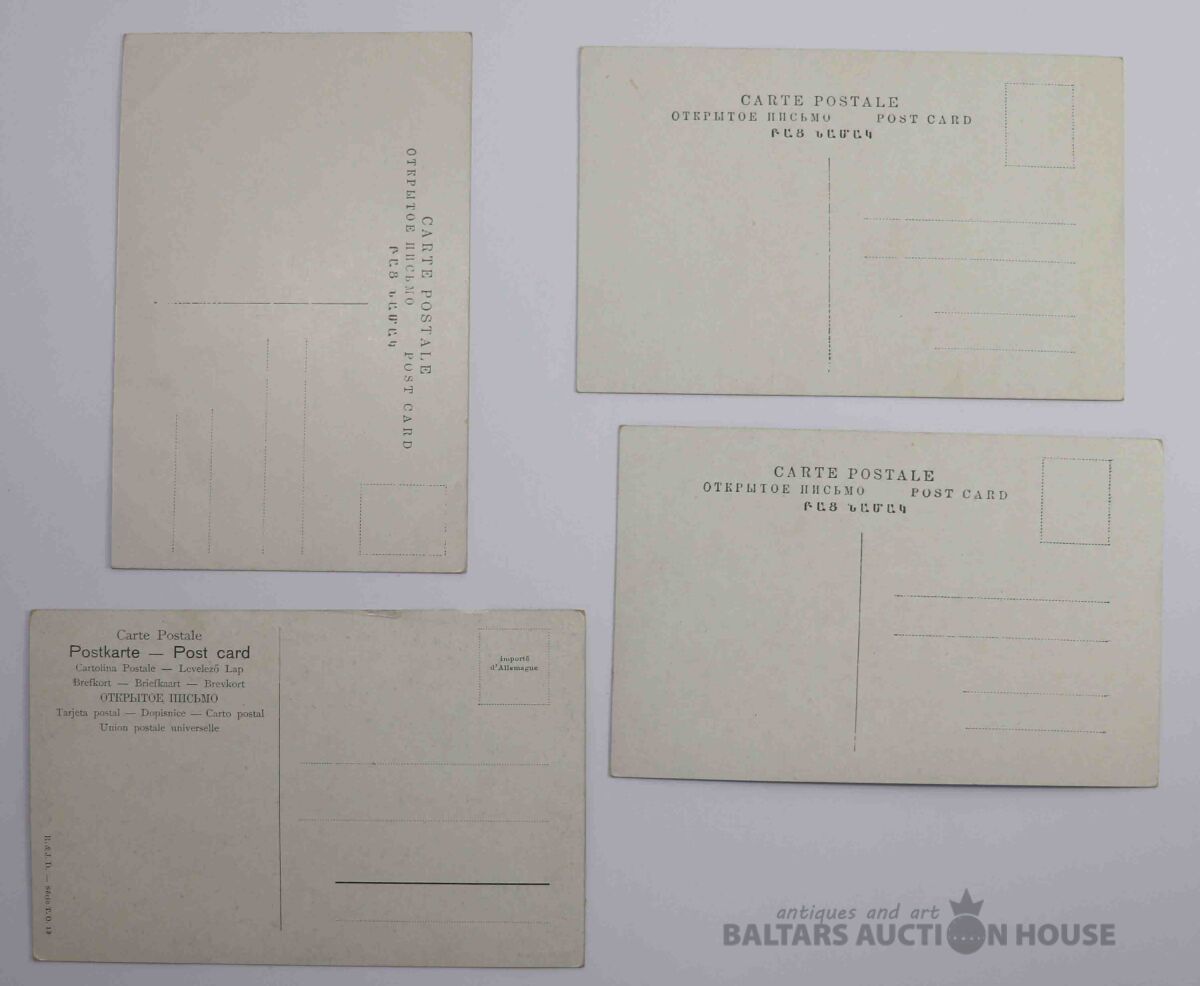 CARTE POSTALE
ОТКРЫТОЕ ПИСЬМО POST CARD
ԲԱՑ ՆԱՄԱԿ
CARTE POSTALE
ОТКРЫТОЕ ПИСЬМО POST CARD
ԲԱՑ ՆԱՄԱԿ
CARTE POSTALE
ОТКРЫТОЕ ПИСЬМО POST CARD
ԲԱՑ ՆԱՄԱԿ
Carte Postale
Postkarte — Post card
Cartolina Postale — Levelező Lap
Brefkort — Briefkaart — Brevkort
ОТКРЫТОЕ ПИСЬМО
Tarjeta postal — Dopisnice — Carto postal
Union postale universelle
importé
d'Allemagne
R. & J. D. — Série T. O. 19
antiques and art
BALTARS AUCTION HOUSE